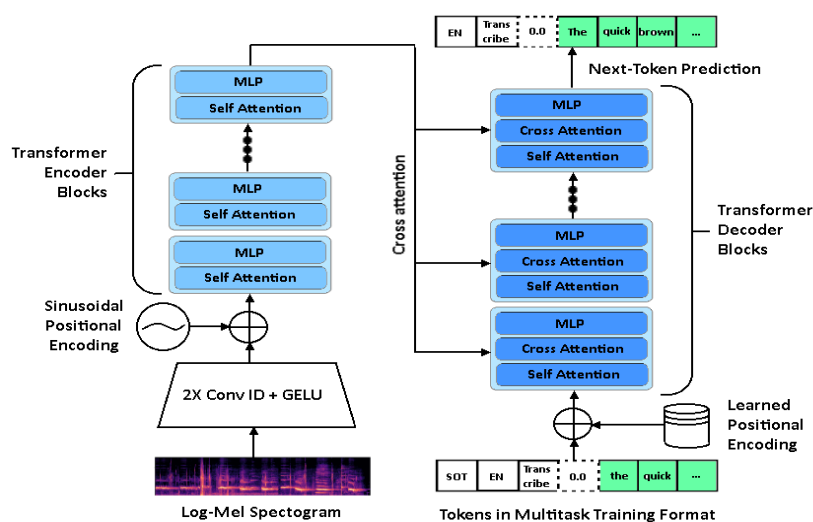 EN Trans cribe 0.0 The quick brown ...
Next-Token Prediction
MLP
Self Attention
Transformer
Encoder
Blocks
MLP
Self Attention
MLP
Self Attention
Sinusoidal
Positional
Encoding
2X Conv ID + GELU
Log-Mel Spectogram
Cross attention
MLP
Cross Attention
Self Attention
MLP
Cross Attention
Self Attention
MLP
Cross Attention
Self Attention
Transformer
Decoder
Blocks
Learned
Positional
Encoding
SOT EN Trans cribe 0.0 the quick ...
Tokens in Multitask Training Format